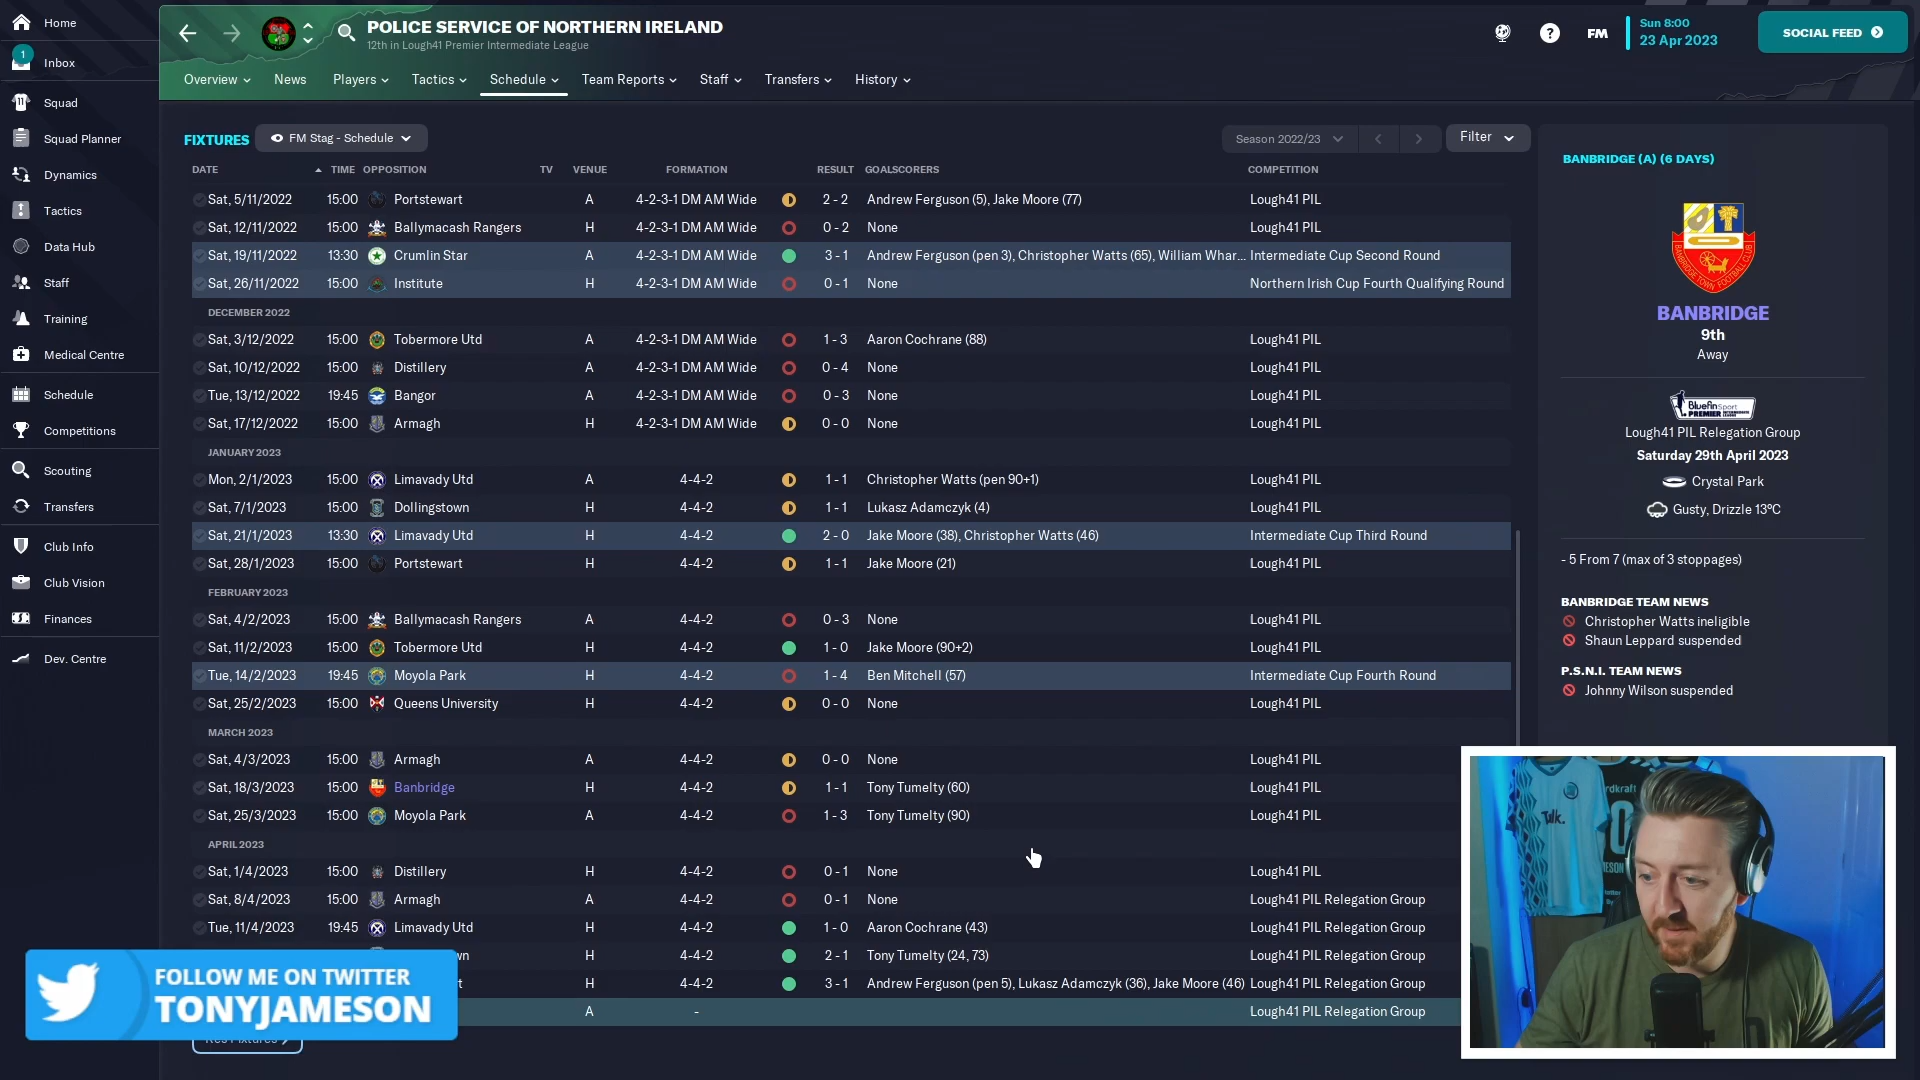 Home
1
Inbox
Squad
Squad Planner
Dynamics
Tactics
Data Hub
Staff
Training
Medical Centre
Schedule
Competitions
Scouting
Transfers
Club Info
Club Vision
Finances
Dev. Centre
POLICE SERVICE OF NORTHERN IRELAND
12th in Lough41 Premier Intermediate League
? FM
Sun 8:00
23 Apr 2023
SOCIAL FEED
Overview News Players Tactics Schedule Team Reports Staff Transfers History
FIXTURES FM Stag - Schedule Season 2022/23 Filter
DATE TIME OPPOSITION TV VENUE FORMATION RESULT GOALSCORERS COMPETITION
Sat, 5/11/2022 15:00 Portstewart A 4-2-3-1 DM AM Wide 2 - 2 Andrew Ferguson (5), Jake Moore (77) Lough41 PIL
Sat, 12/11/2022 15:00 Ballymacash Rangers H 4-2-3-1 DM AM Wide 0 - 2 None Lough41 PIL
Sat, 19/11/2022 13:30 Crumlin Star A 4-2-3-1 DM AM Wide 3 - 1 Andrew Ferguson (pen 3), Christopher Watts (65), William Whar... Intermediate Cup Second Round
Sat, 26/11/2022 15:00 Institute H 4-2-3-1 DM AM Wide 0 - 1 None Northern Irish Cup Fourth Qualifying Round
DECEMBER 2022
Sat, 3/12/2022 15:00 Tobermore Utd A 4-2-3-1 DM AM Wide 1 - 3 Aaron Cochrane (88) Lough41 PIL
Sat, 10/12/2022 15:00 Distillery A 4-2-3-1 DM AM Wide 0 - 4 None Lough41 PIL
Tue, 13/12/2022 19:45 Bangor A 4-2-3-1 DM AM Wide 0 - 3 None Lough41 PIL
Sat, 17/12/2022 15:00 Armagh H 4-2-3-1 DM AM Wide 0 - 0 None Lough41 PIL
JANUARY 2023
Mon, 2/1/2023 15:00 Limavady Utd A 4-4-2 1 - 1 Christopher Watts (pen 90+1) Lough41 PIL
Sat, 7/1/2023 15:00 Dollingstown H 4-4-2 1 - 1 Lukasz Adamczyk (4) Lough41 PIL
Sat, 21/1/2023 13:30 Limavady Utd H 4-4-2 2 - 0 Jake Moore (38), Christopher Watts (46) Intermediate Cup Third Round
Sat, 28/1/2023 15:00 Portstewart H 4-4-2 1 - 1 Jake Moore (21) Lough41 PIL
FEBRUARY 2023
Sat, 4/2/2023 15:00 Ballymacash Rangers A 4-4-2 0 - 3 None Lough41 PIL
Sat, 11/2/2023 15:00 Tobermore Utd H 4-4-2 1 - 0 Jake Moore (90+2) Lough41 PIL
Tue, 14/2/2023 19:45 Moyola Park H 4-4-2 1 - 4 Ben Mitchell (57) Intermediate Cup Fourth Round
Sat, 25/2/2023 15:00 Queens University H 4-4-2 0 - 0 None Lough41 PIL
MARCH 2023
Sat, 4/3/2023 15:00 Armagh A 4-4-2 0 - 0 None Lough41 PIL
Sat, 18/3/2023 15:00 Banbridge H 4-4-2 1 - 1 Tony Tumelty (60) Lough41 PIL
Sat, 25/3/2023 15:00 Moyola Park A 4-4-2 1 - 3 Tony Tumelty (90) Lough41 PIL
APRIL 2023
Sat, 1/4/2023 15:00 Distillery H 4-4-2 0 - 1 None Lough41 PIL
Sat, 8/4/2023 15:00 Armagh A 4-4-2 0 - 1 None Lough41 PIL Relegation Group
Tue, 11/4/2023 19:45 Limavady Utd H 4-4-2 1 - 0 Aaron Cochrane (43) Lough41 PIL Relegation Group
wn H 4-4-2 2 - 1 Tony Tumelty (24, 73) Lough41 PIL Relegation Group
t H 4-4-2 3 - 1 Andrew Ferguson (pen 5), Lukasz Adamczyk (36), Jake Moore (46) Lough41 PIL Relegation Group
A - Lough41 PIL Relegation Group
BANBRIDGE (A) (6 DAYS)
BANBRIDGE
9th
Away
BluefinSport
PREMIER INTERMEDIATE
Lough41 PIL Relegation Group
Saturday 29th April 2023
Crystal Park
Gusty, Drizzle 13ºC
- 5 From 7 (max of 3 stoppages)
BANBRIDGE TEAM NEWS
Christopher Watts ineligible
Shaun Leppard suspended
P.S.N.I. TEAM NEWS
Johnny Wilson suspended
FOLLOW ME ON TWITTER
TONYJAMESON
Talk.